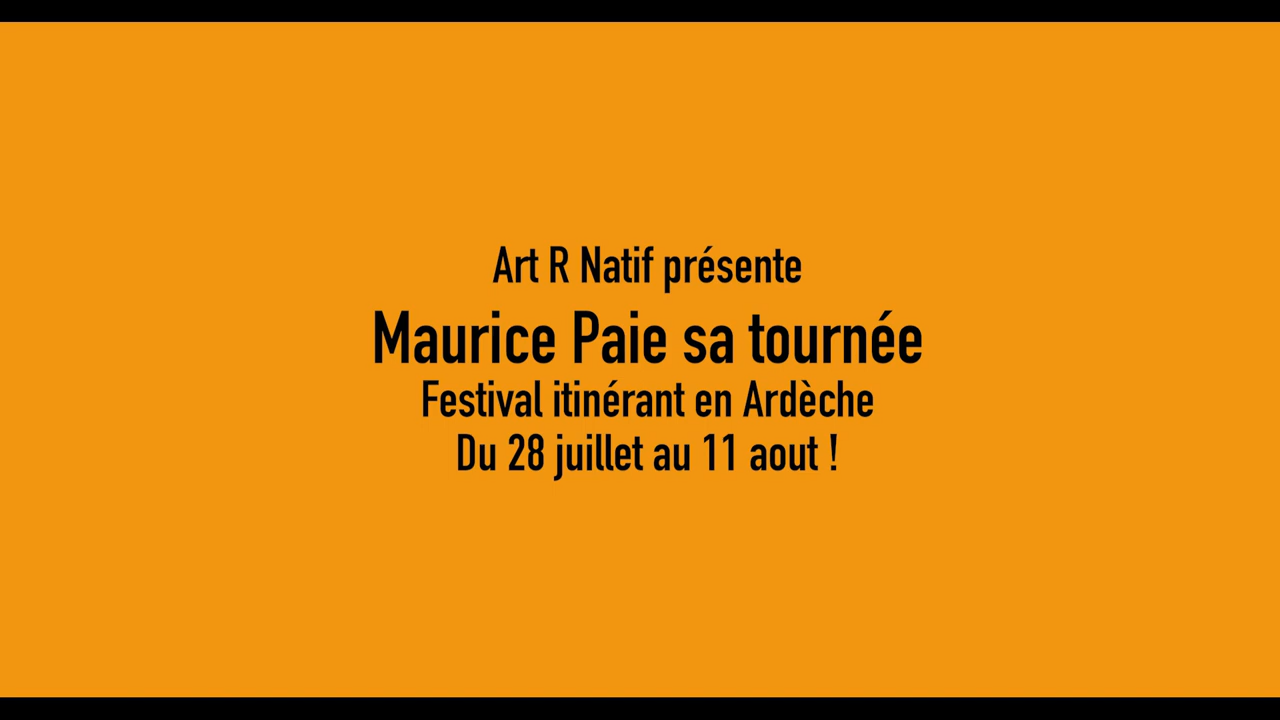 Art R Natif présente
Maurice Paie sa tournée
Festival itinérant en Ardèche
Du 28 juillet au 11 aout !